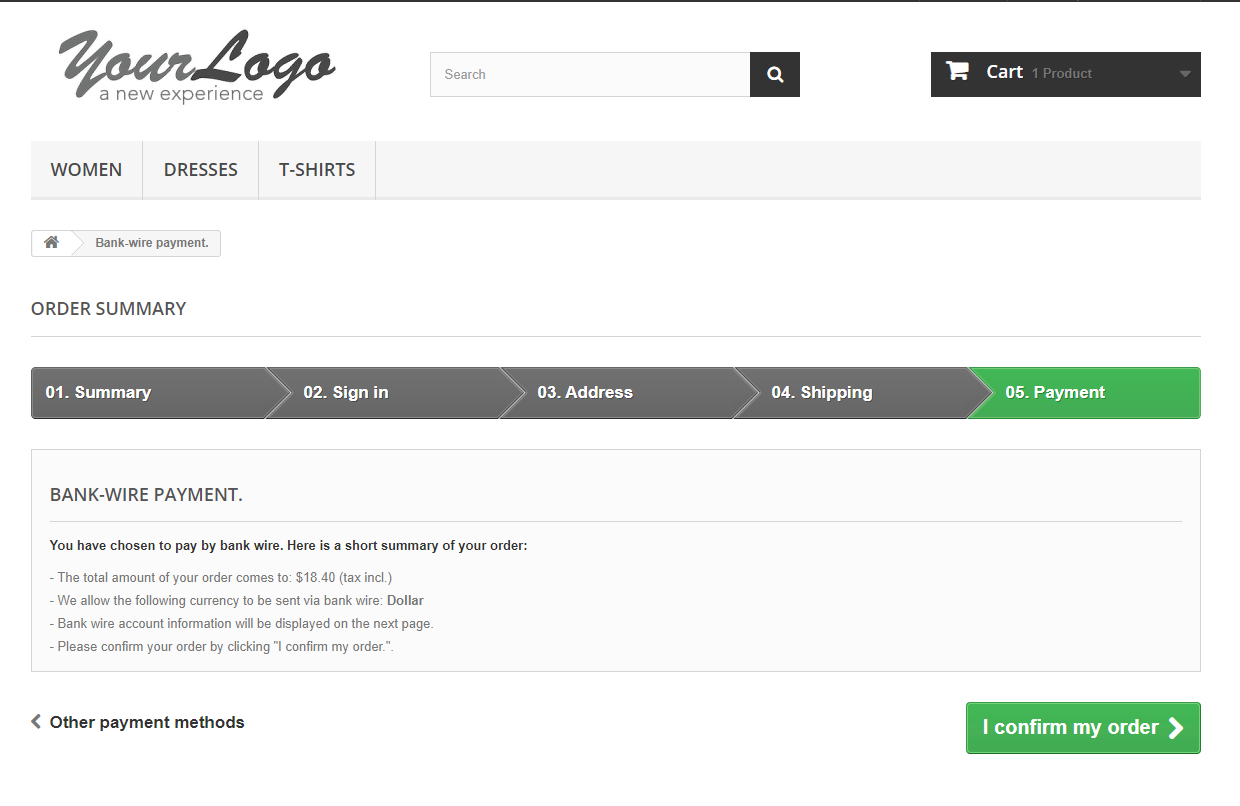 YourLogo
a new experience
Search
Cart 1 Product
WOMEN DRESSES T-SHIRTS
Bank-wire payment.
ORDER SUMMARY
01. Summary 02. Sign in 03. Address 04. Shipping 05. Payment
BANK-WIRE PAYMENT.
You have chosen to pay by bank wire. Here is a short summary of your order:
- The total amount of your order comes to: $18.40 (tax incl.)
- We allow the following currency to be sent via bank wire: Dollar
- Bank wire account information will be displayed on the next page.
- Please confirm your order by clicking "I confirm my order.".
Other payment methods
I confirm my order